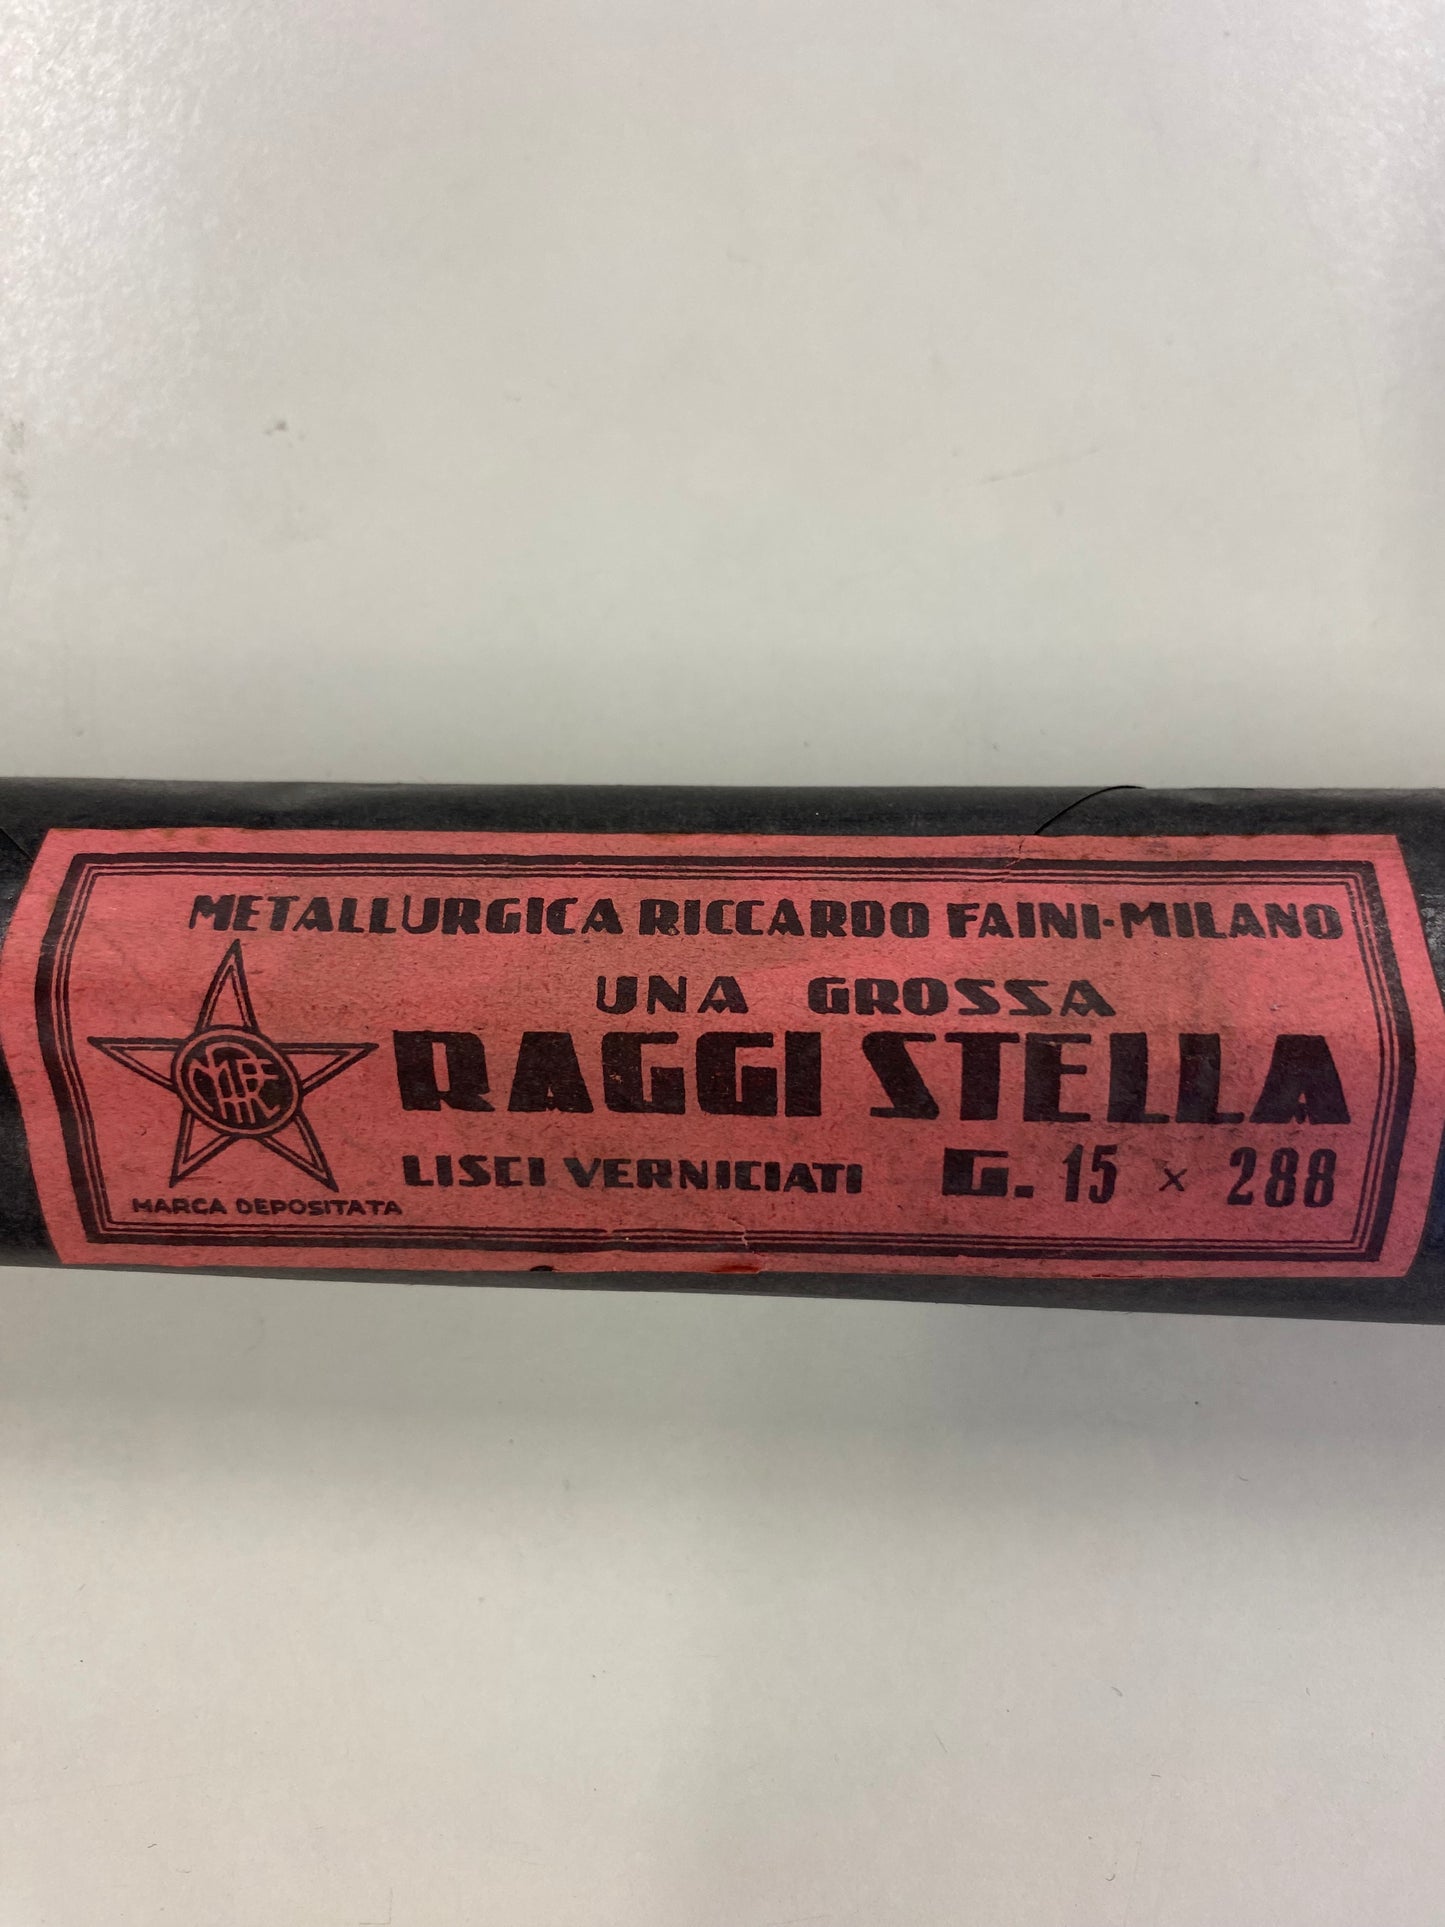 METALLURGICA RICCARDO FAINI-MILANO
UNA GROSSA
RAGGI STELLA
LISCI VERNICIATI G. 15 × 288
MARCA DEPOSITATA